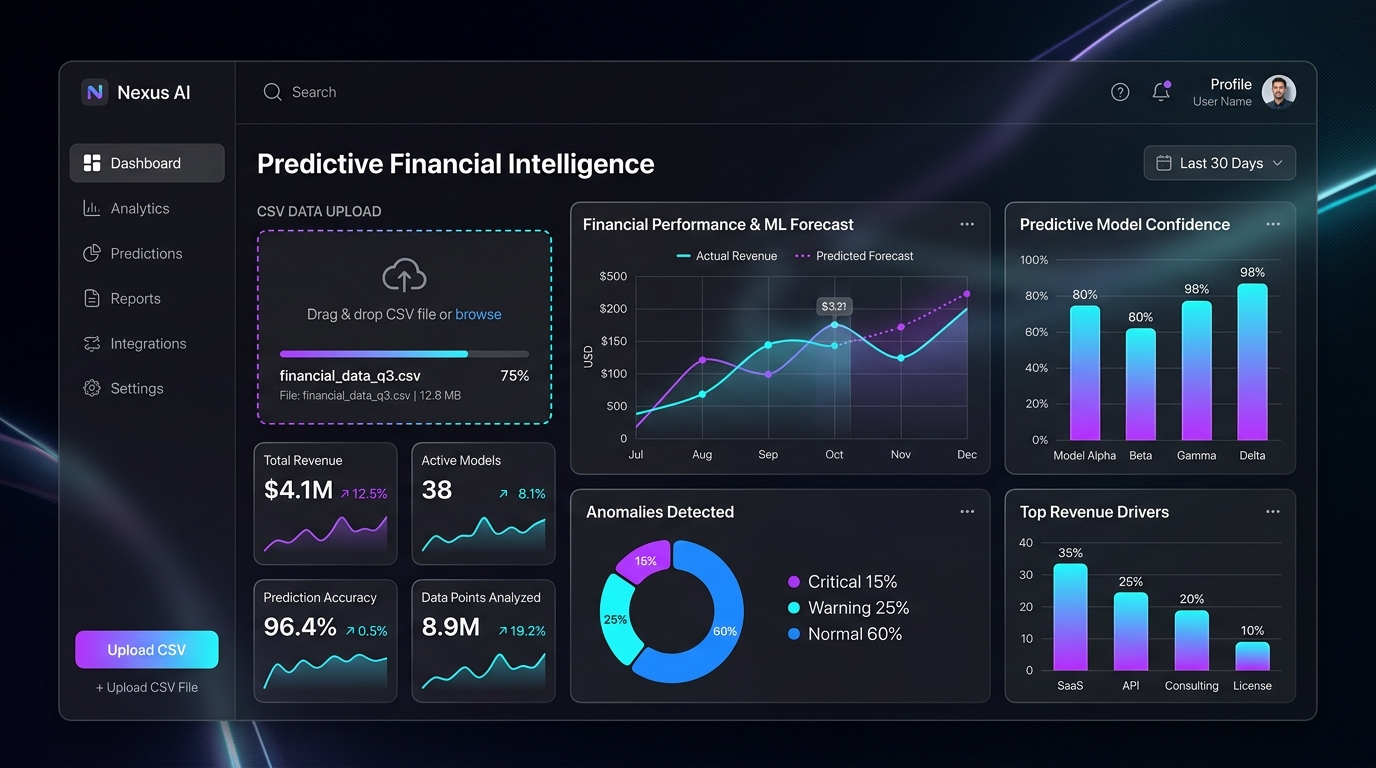 Nexus AI
Search
Profile
User Name
Dashboard
Analytics
Predictions
Reports
Integrations
Settings
Upload CSV
+ Upload CSV File
Predictive Financial Intelligence
Last 30 Days
CSV DATA UPLOAD
Drag & drop CSV file or browse
financial_data_q3.csv 75%
File: financial_data_q3.csv | 12.8 MB
Total Revenue
$4.1M 12.5%
Active Models
38 8.1%
Prediction Accuracy
96.4% 0.5%
Data Points Analyzed
8.9M 19.2%
Financial Performance & ML Forecast
Actual Revenue Predicted Forecast
USD
$500
$200
$150
$100
S00
0
$3.21
Jul Aug Sep Oct Nov Dec
Predictive Model Confidence
100%
80%
60%
40%
20%
0%
80% 80% 98% 98%
Model Alpha Beta Gamma Delta
Anomalies Detected
15%
25%
60%
Critical 15%
Warning 25%
Normal 60%
Top Revenue Drivers
40
30
20
10
0
35% 25% 20% 10%
SaaS API Consulting License